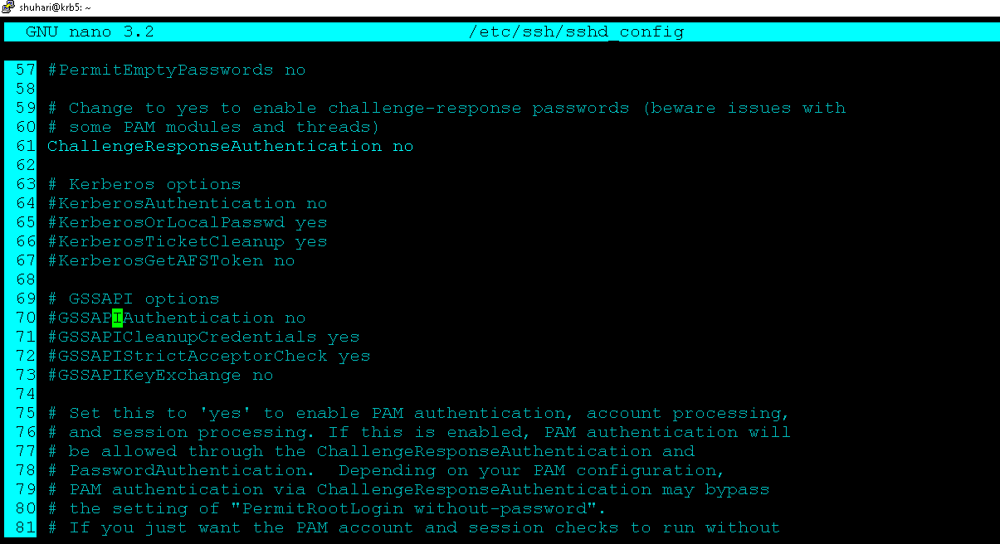 shuhari@krb5: ~
GNU nano 3.2 /etc/ssh/sshd_config
57 #PermitEmptyPasswords no
58
59 # Change to yes to enable challenge-response passwords (beware issues with
60 # some PAM modules and threads)
61 ChallengeResponseAuthentication no
62
63 # Kerberos options
64 #KerberosAuthentication no
65 #KerberosOrLocalPasswd yes
66 #KerberosTicketCleanup yes
67 #KerberosGetAFSToken no
68
69 # GSSAPI options
70 #GSSAPIAuthentication no
71 #GSSAPICleanupCredentials yes
72 #GSSAPIStrictAcceptorCheck yes
73 #GSSAPIKeyExchange no
74
75 # Set this to 'yes' to enable PAM authentication, account processing,
76 # and session processing. If this is enabled, PAM authentication will
77 # be allowed through the ChallengeResponseAuthentication and
78 # PasswordAuthentication.  Depending on your PAM configuration,
79 # PAM authentication via ChallengeResponseAuthentication may bypass
80 # the setting of "PermitRootLogin without-password".
81 # If you just want the PAM account and session checks to run without